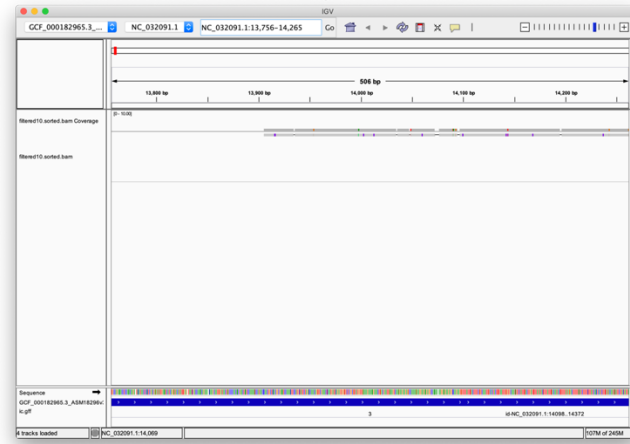 IGV
GCF_000182965.3_... NC_032091.1 NC_032091.1:13,756-14,265 Go
506 bp
13,800 bp 13,900 bp 14,000 bp 14,100 bp 14,200 bp
filtered10.sorted.bam Coverage
[0 - 10.00]
filtered10.sorted.bam
Sequence
GCF_000182965.3_ASM18296v
ic.gff
3 id-NC_032091.1:14098..14372
4 tracks loaded NC_032091.1:14,069 107M of 245M